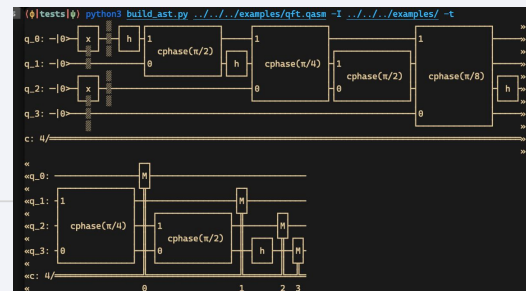 (ϕ|tests|ψ) python3 build_ast.py ../../../examples/qft.qasm -I ../../../examples/ -t
q_0: |0> x h 1 1 1
cphase(π/2)
q_1: |0> 0 h cphase(π/4) 1 cphase(π/8)
cphase(π/2)
q_2: |0> x 0 0 h
q_3: |0> 0
c: 4/
«
«q_0: M
«
«q_1: 1 M
« cphase(π/4)
«q_2: 1 M
« cphase(π/2)
«q_3: 0 0 h M
«
«c: 4/
« 0 1 2 3